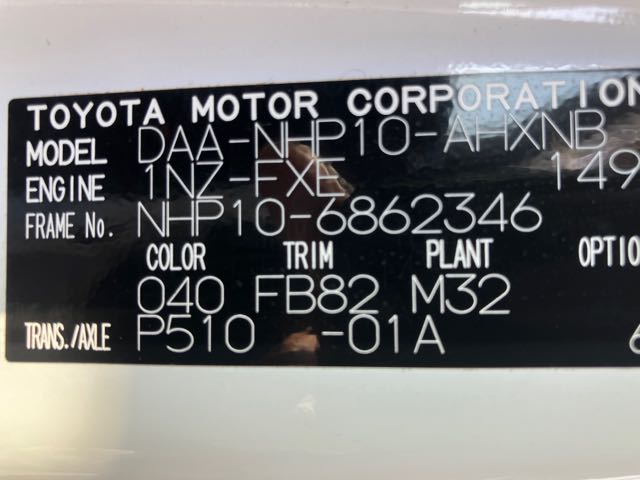 TOYOTA MOTOR CORPORATION
MODEL DAA-NHP10-AHXNB
ENGINE 1NZ-FXE 149
FRAME No. NHP10-6862346
COLOR TRIM PLANT OPTIO
040 FB82 M32
TRANS./AXLE P510 -01A